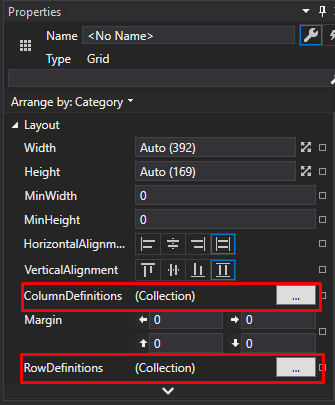 Properties
Name <No Name>
Type Grid
Arrange by: Category
Layout
Width Auto (392)
Height Auto (169)
MinWidth 0
MinHeight 0
HorizontalAlignm...
VerticalAlignment
ColumnDefinitions (Collection) ...
Margin 0 0
0 0
RowDefinitions (Collection) ...